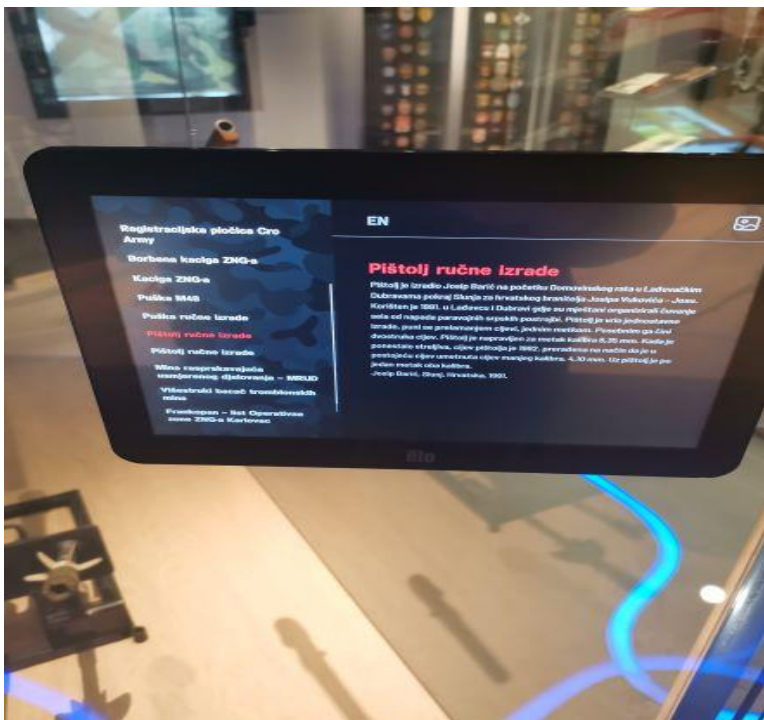 Registracijska pločica Cro
Army
Borbena kaciga ZNG-a
Kaciga ZNG-a
Puška M48
Puška ručne izrade
Pištolj ručne izrade
Pištolj ručne izrade
Mina rasprskavajuća
usmjerenog djelovanja – MRUD
Višestruki bacač tromblonskih
mina
Frankopan – list Operativne
zone ZNG-a Karlovac
EN
Pištolj ručne izrade
Pištolj je izradio Josip Barić na početku Domovinskog rata u Lađevačkim
Dubravama pokraj Slunja za hrvatskog branitelja Josipa Vukovića – Josu.
Korišten je 1991. u Lađevcu i Dubravi gdje su mještani organizirali čuvanje
sela od napada paravojnih srpskih postrojbi. Pištolj je vrlo jednostavne
izrade, puni se prelamanjem cijevi, jednim metkom. Posebnim ga čini
dvostruka cijev. Pištolj je napravljen za metak kalibra 6,35 mm. Kada je
ponestalo streljiva, cijev pištolja je 1992. prerađena na način da je u
postojeću cijev umetnuta cijev manjeg kalibra, 4,10 mm. Uz pištolj je po
jedan metak oba kalibra.
Josip Barić, Slunj, Hrvatska, 1991.
elo